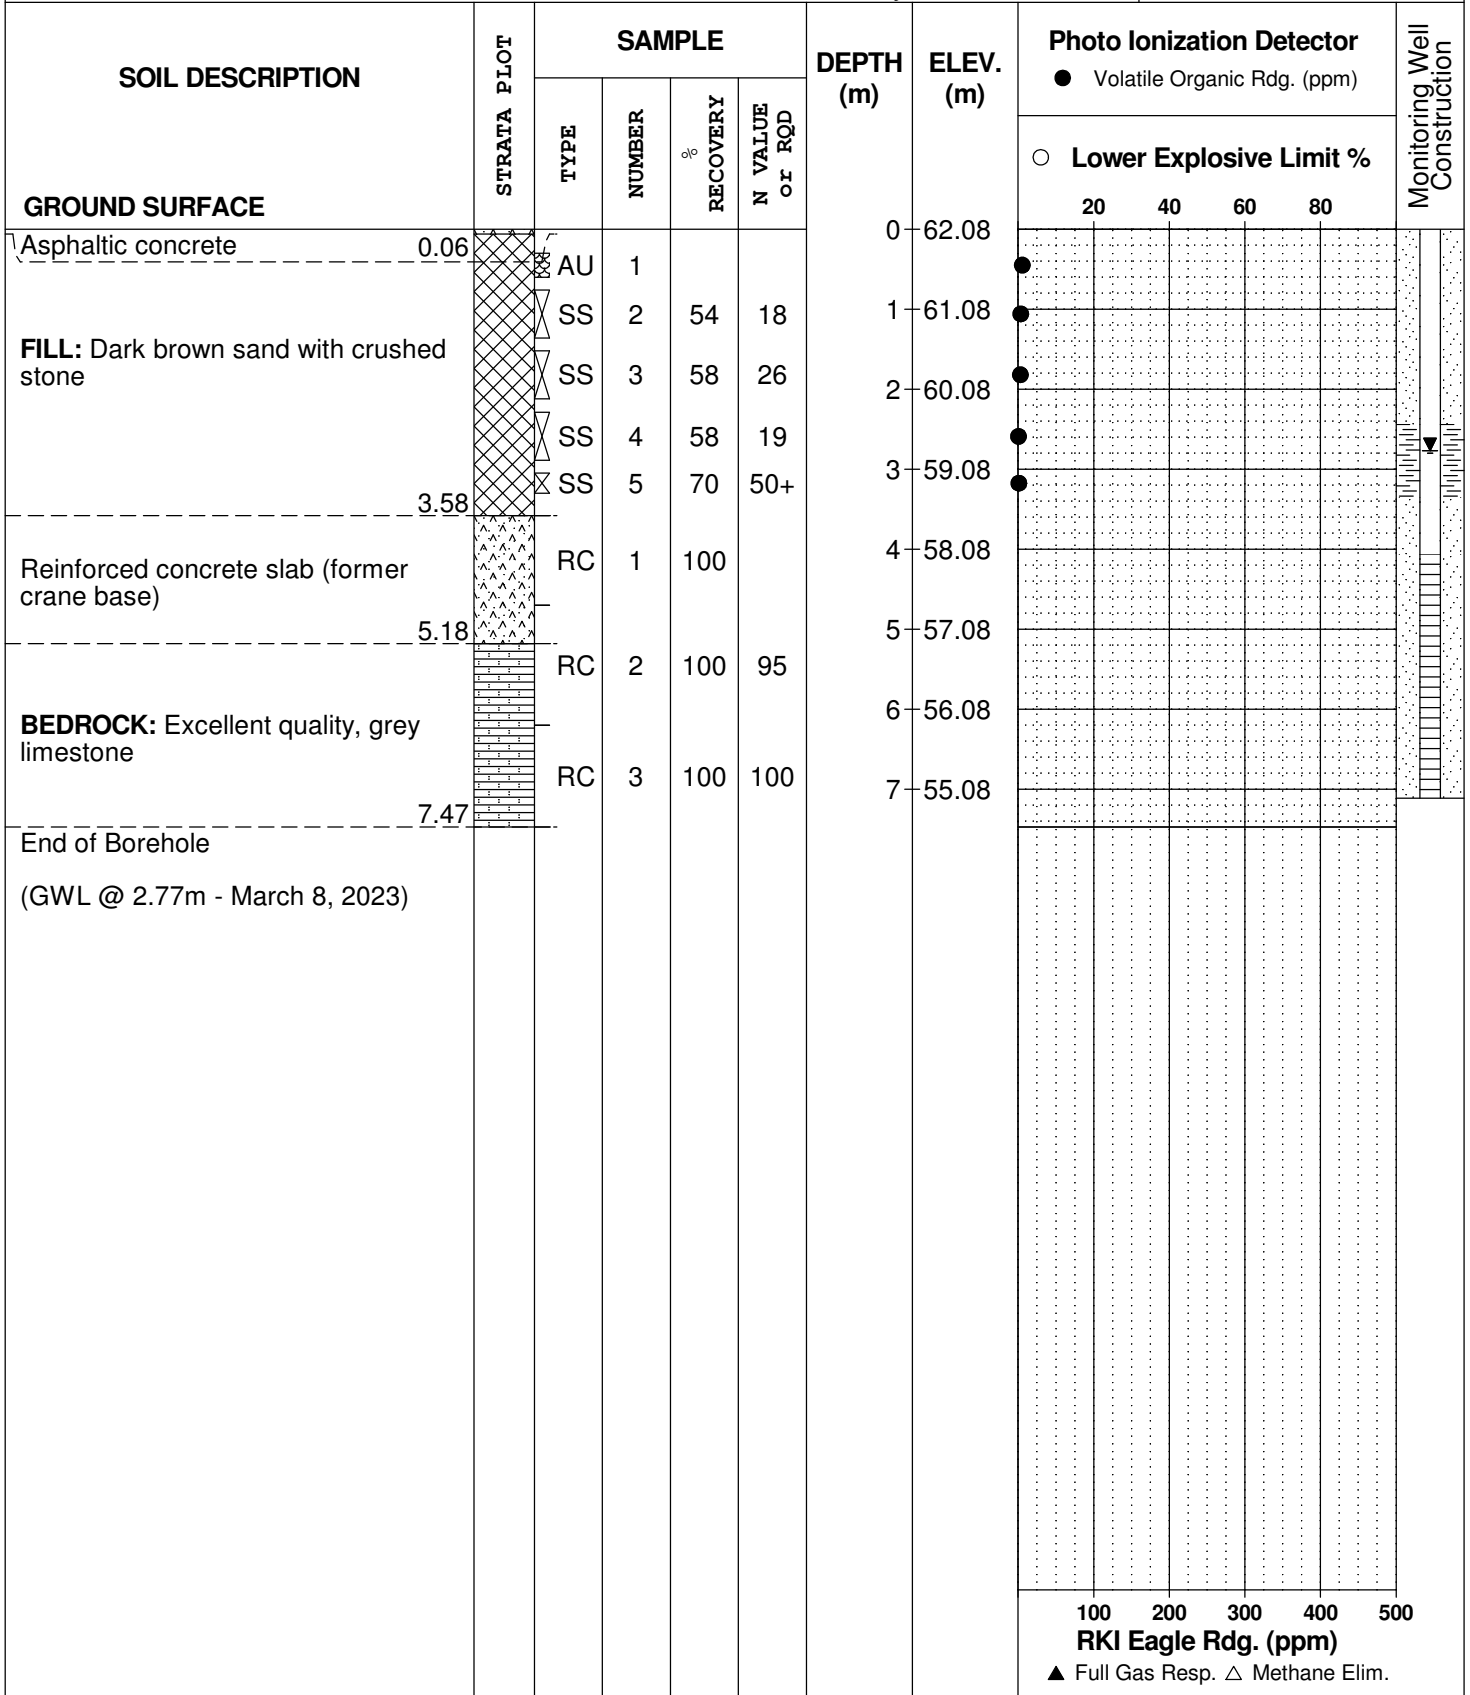 SOIL DESCRIPTION
GROUND SURFACE
STRATA PLOT
SAMPLE
TYPE
NUMBER
% RECOVERY
N VALUE
or RQD
DEPTH
(m)
ELEV.
(m)
Photo Ionization Detector
● Volatile Organic Rdg. (ppm)
○ Lower Explosive Limit %
20 40 60 80
Monitoring Well
Construction
0 62.08
Asphaltic concrete 0.06
AU 1
SS 2 54 18
1 61.08
FILL: Dark brown sand with crushed
stone
SS 3 58 26
2 60.08
SS 4 58 19
3 59.08
SS 5 70 50+
3.58
4 58.08
RC 1 100
Reinforced concrete slab (former
crane base)
5.18
5 57.08
RC 2 100 95
6 56.08
BEDROCK: Excellent quality, grey
limestone
RC 3 100 100
7 55.08
7.47
End of Borehole
(GWL @ 2.77m - March 8, 2023)
100 200 300 400 500
RKI Eagle Rdg. (ppm)
▲ Full Gas Resp. △ Methane Elim.